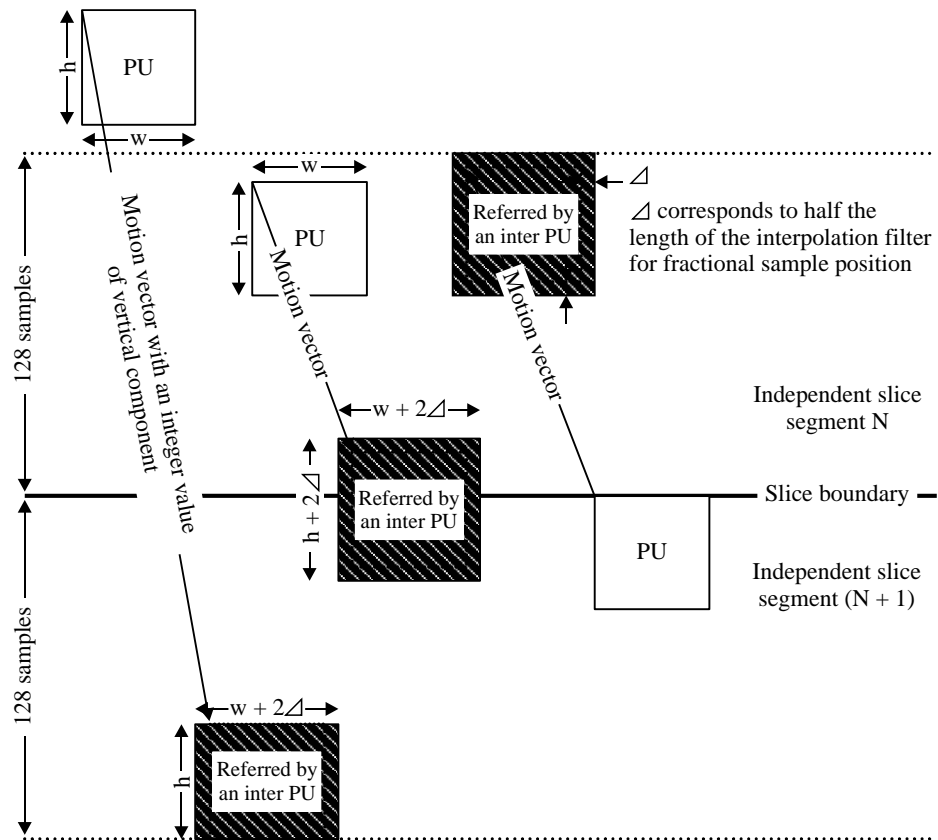 PU
h
w
128 samples
Motion vector with an integer value
of vertical component
w
h
PU
Motion vector
Referred by
an inter PU
⊿
⊿ corresponds to half the
length of the interpolation filter
for fractional sample position
Motion vector
Independent slice
segment N
w + 2⊿
h + 2⊿
Referred by
an inter PU
Slice boundary
PU
Independent slice
segment (N + 1)
128 samples
w + 2⊿
h
Referred by
an inter PU